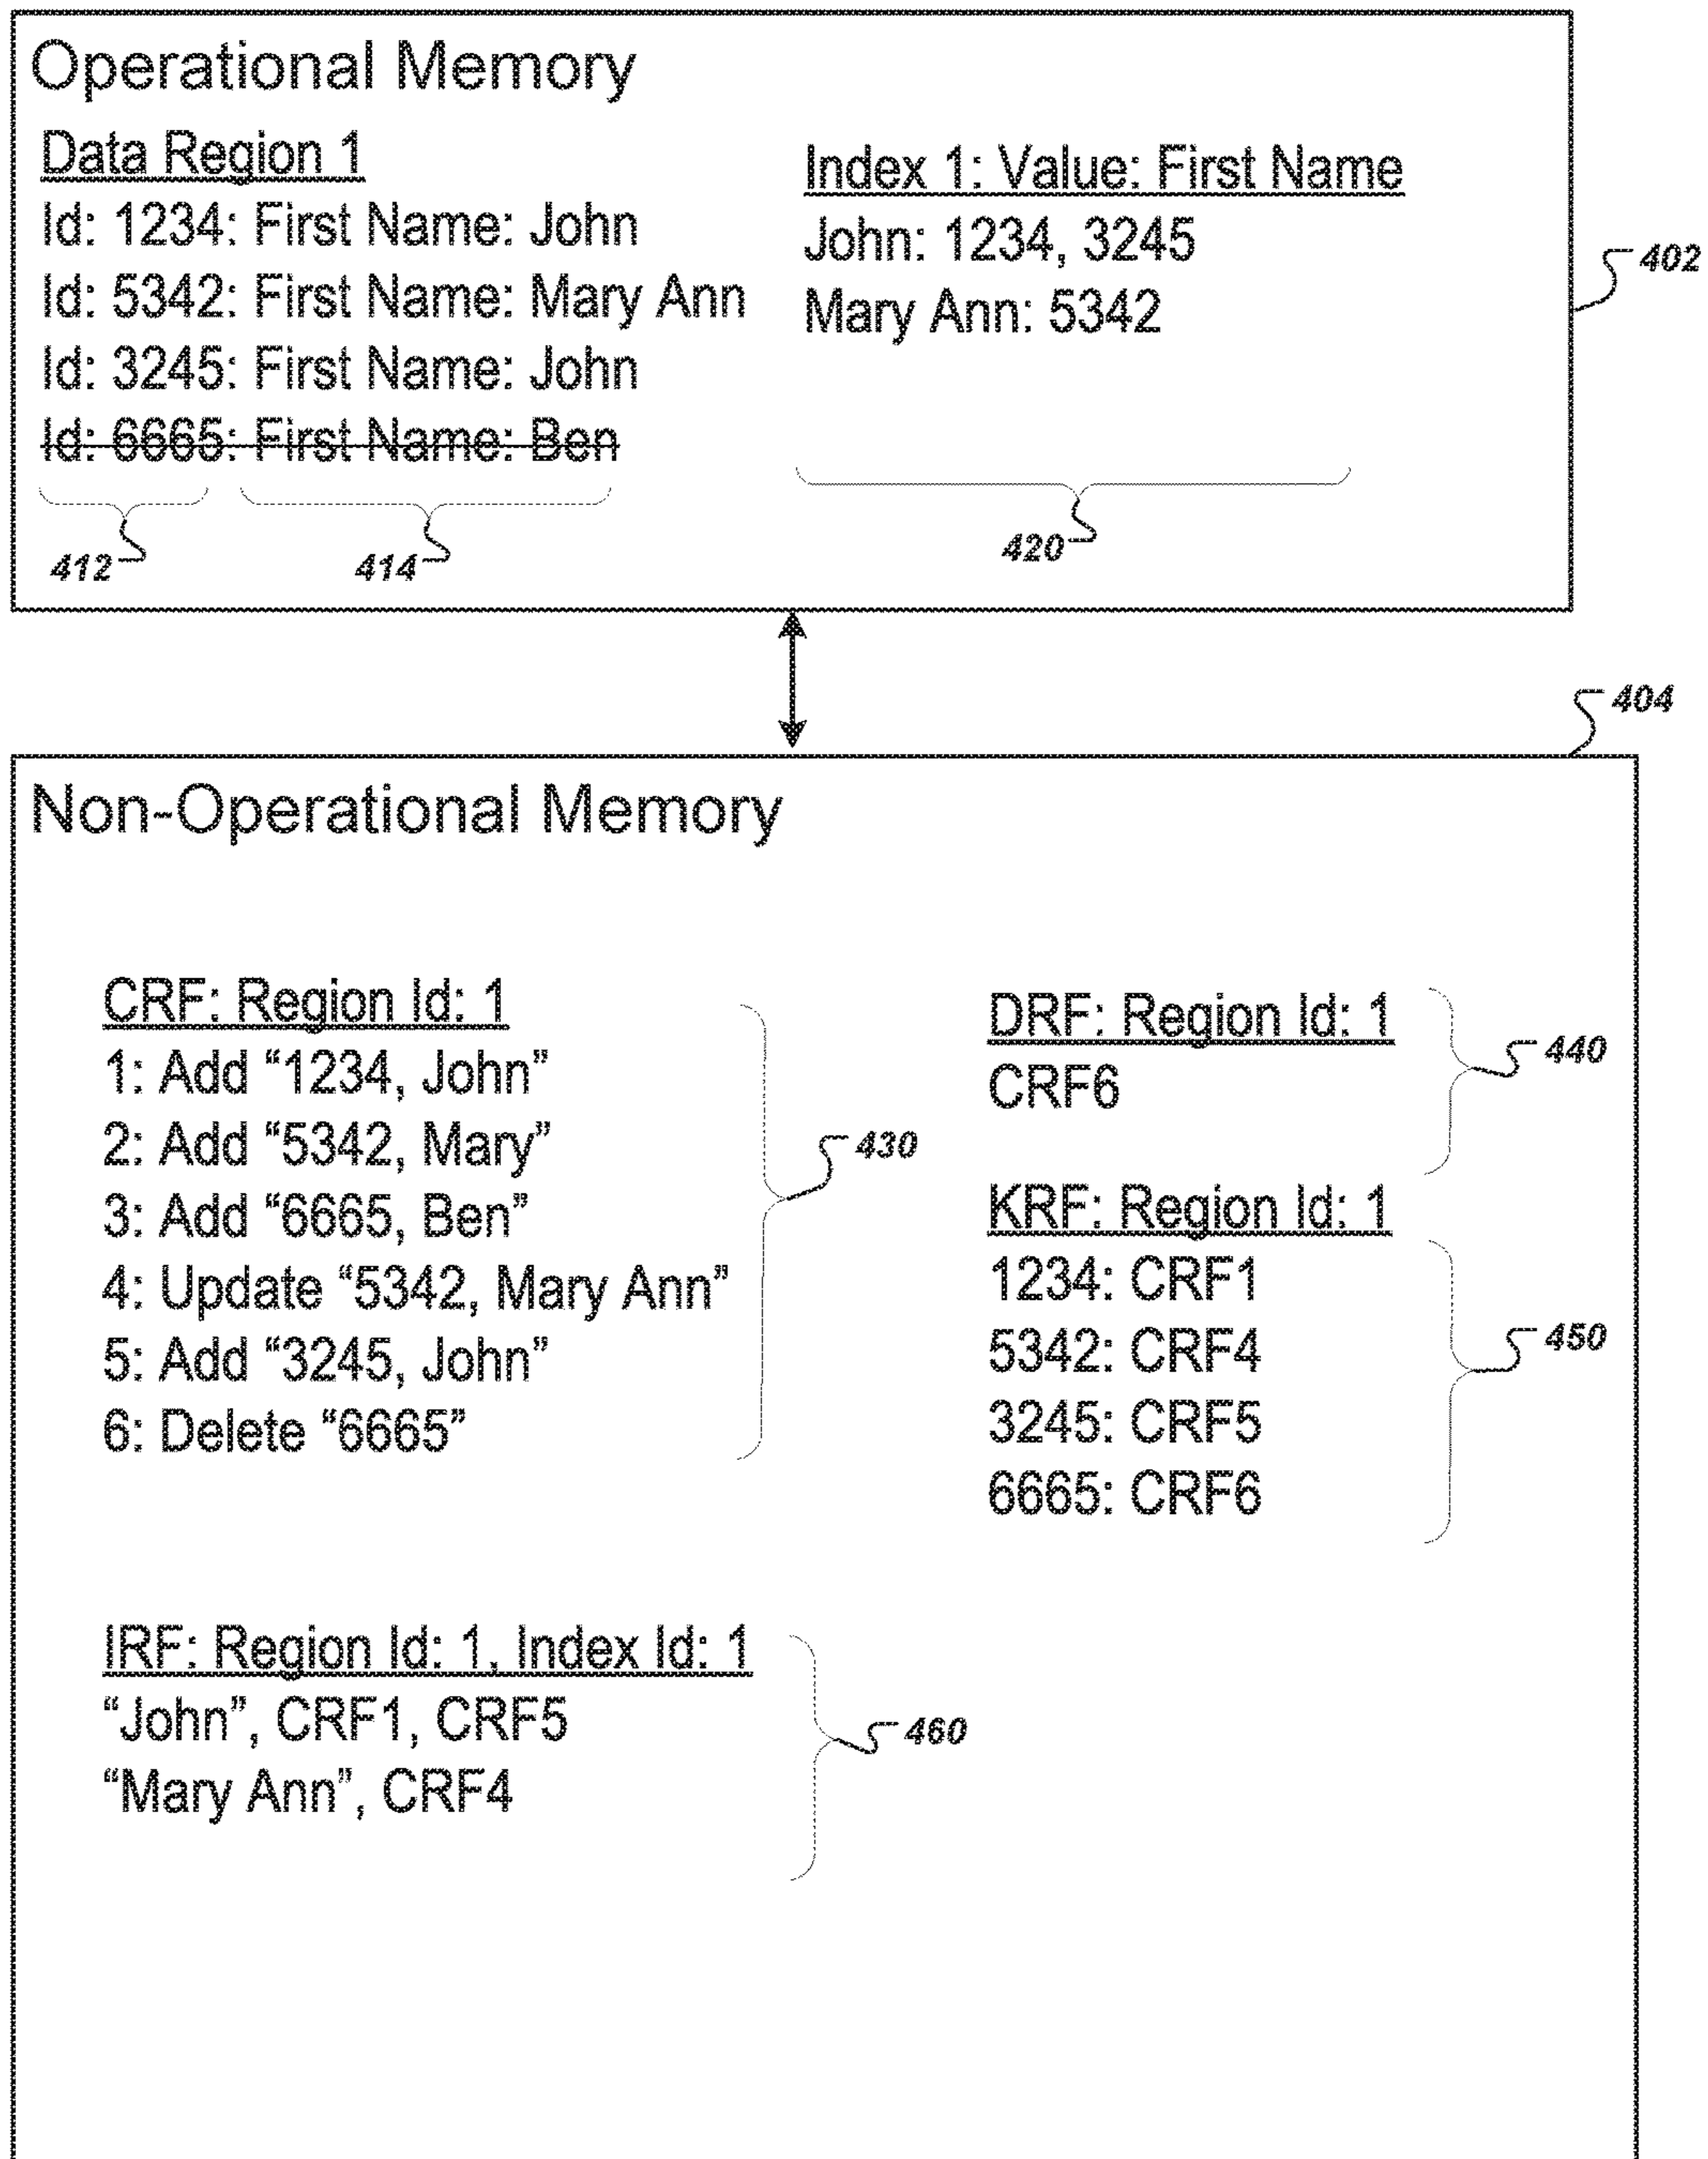 Operational Memory
Data Region 1
Id: 1234: First Name: John
Id: 5342: First Name: Mary Ann
Id: 3245: First Name: John
Id: 6665: First Name: Ben
412
414
Index 1: Value: First Name
John: 1234, 3245
Mary Ann: 5342
420
402
404
Non-Operational Memory
CRF: Region Id: 1
1: Add “1234, John”
2: Add “5342, Mary”
3: Add “6665, Ben”
4: Update “5342, Mary Ann”
5: Add “3245, John”
6: Delete “6665”
430
DRF: Region Id: 1
CRF6
440
KRF: Region Id: 1
1234: CRF1
5342: CRF4
3245: CRF5
6665: CRF6
450
IRF: Region Id: 1, Index Id: 1
“John”, CRF1, CRF5
“Mary Ann”, CRF4
460